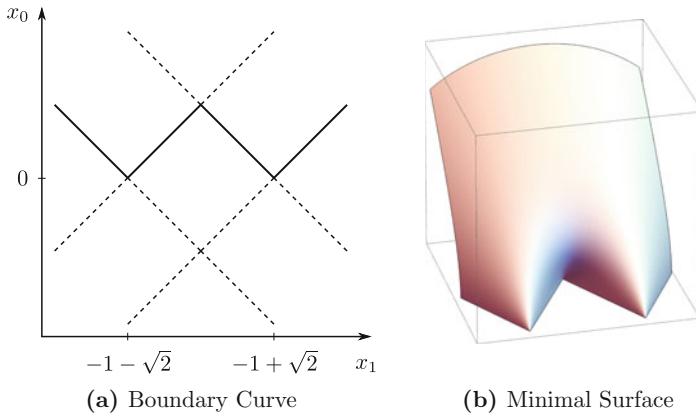 x₀
0
−1 − √2
−1 + √2
x₁
(a) Boundary Curve
(b) Minimal Surface